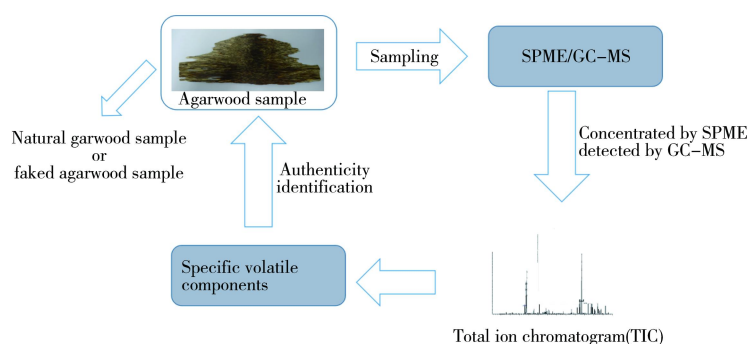 Agarwood sample
Sampling
SPME/GC-MS
Natural garwood sample
or
faked agarwood sample
Authenticity
identification
Concentrated by SPME
detected by GC-MS
Specific volatile
components
Total ion chromatogram(TIC)